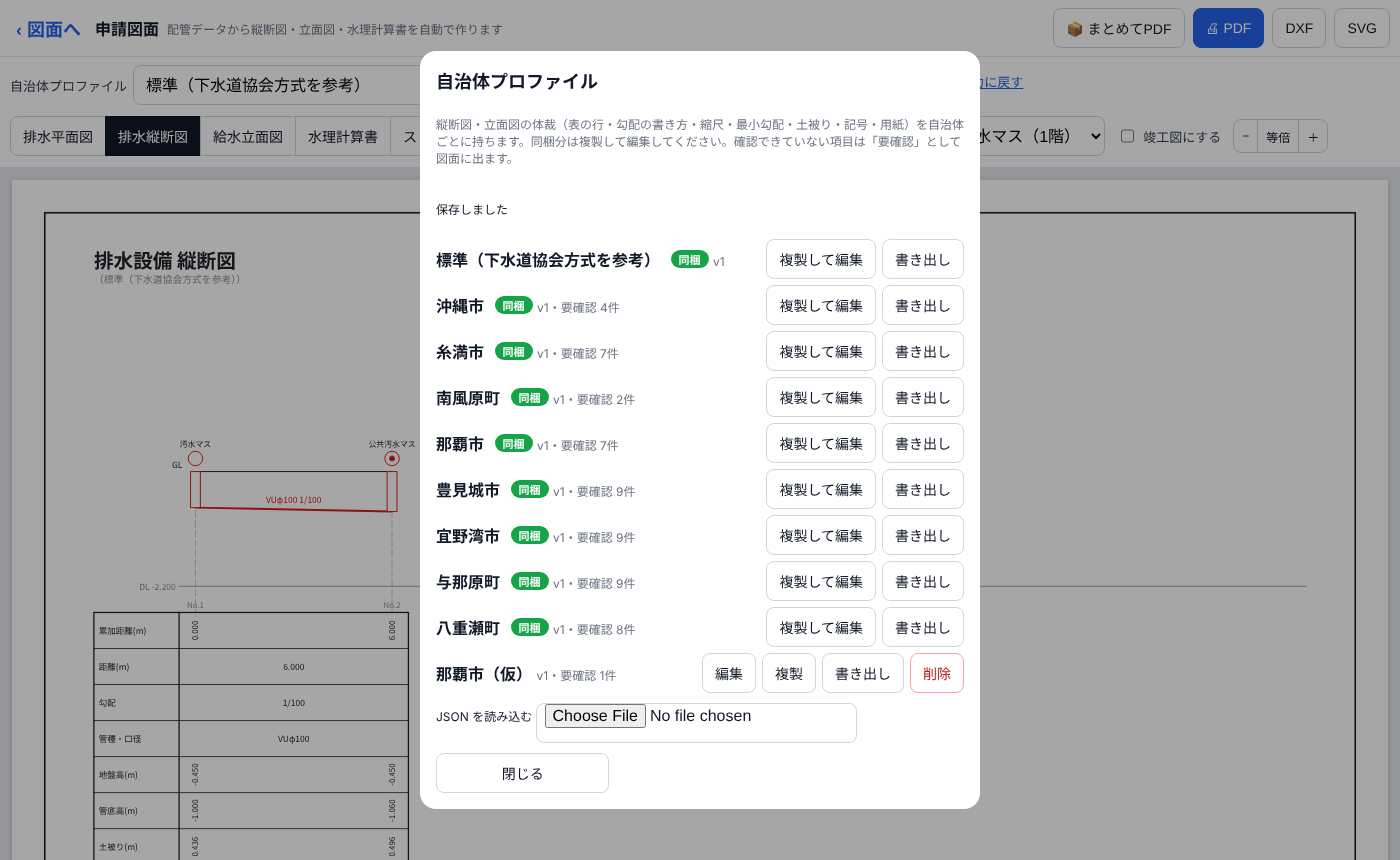 ‹ 図面へ 申請図面 配管データから縦断図・立面図・水理計算書を自動で作ります
📦 まとめてPDF
🖨 PDF
DXF
SVG
自治体プロファイル 標準（下水道協会方式を参考）
に戻す
排水平面図 排水縦断図 給水立面図 水理計算書 ス
水マス（1階） 竣工図にする − 等倍 ＋
自治体プロファイル
縦断図・立面図の体裁（表の行・勾配の書き方・縮尺・最小勾配・土被り・記号・用紙）を自治体
ごとに持ちます。同梱分は複製して編集してください。確認できていない項目は「要確認」として
図面に出ます。
保存しました
標準（下水道協会方式を参考） 同梱 v1 複製して編集 書き出し
沖縄市 同梱 v1・要確認 4件 複製して編集 書き出し
糸満市 同梱 v1・要確認 7件 複製して編集 書き出し
南風原町 同梱 v1・要確認 2件 複製して編集 書き出し
那覇市 同梱 v1・要確認 7件 複製して編集 書き出し
豊見城市 同梱 v1・要確認 9件 複製して編集 書き出し
宜野湾市 同梱 v1・要確認 9件 複製して編集 書き出し
与那原町 同梱 v1・要確認 9件 複製して編集 書き出し
八重瀬町 同梱 v1・要確認 8件 複製して編集 書き出し
那覇市（仮） v1・要確認 1件 編集 複製 書き出し 削除
JSON を読み込む Choose File No file chosen
閉じる
排水設備 縦断図
（標準（下水道協会方式を参考））
汚水マス 公共汚水マス
GL
VUφ100 1/100
DL -2.200
No.1 No.2
累加距離(m) 0.000 6.000
距離(m) 6.000
勾配 1/100
管種・口径 VUφ100
地盤高(m) -0.450 -0.450
管底高(m) -1.000 -1.060
土被り(m) 0.436 0.496